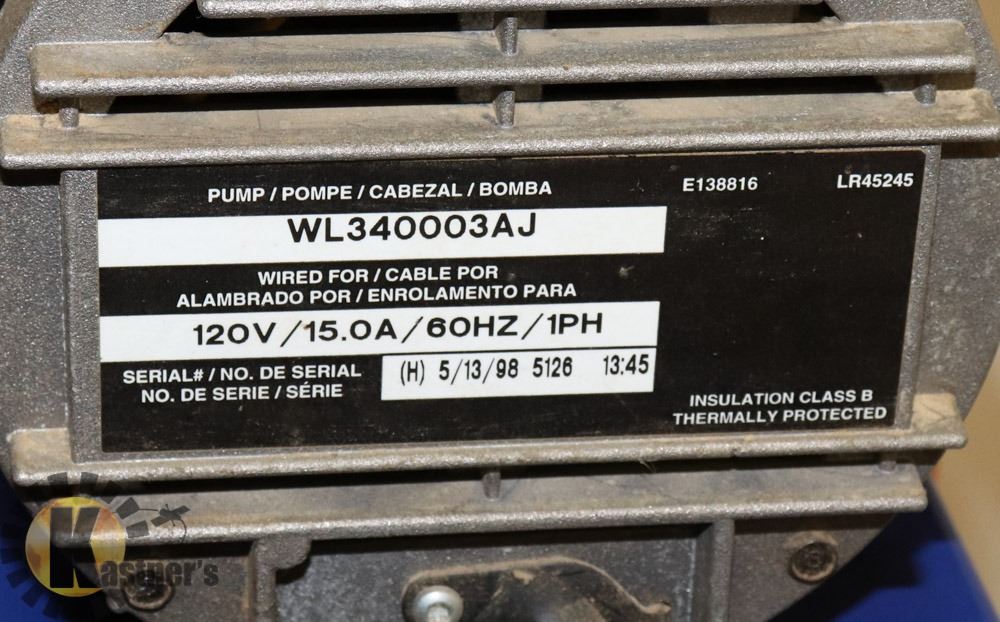 PUMP / POMPE / CABEZAL / BOMBA
E138816
LR45245
WL340003AJ
WIRED FOR / CABLE POR
ALAMBRADO POR / ENROLAMENTO PARA
120V/15.0A/60HZ/1PH
SERIAL# / NO. DE SERIAL
NO. DE SERIE / SÉRIE
(H) 5/13/98 5126 13:45
INSULATION CLASS B
THERMALLY PROTECTED
Kastner's